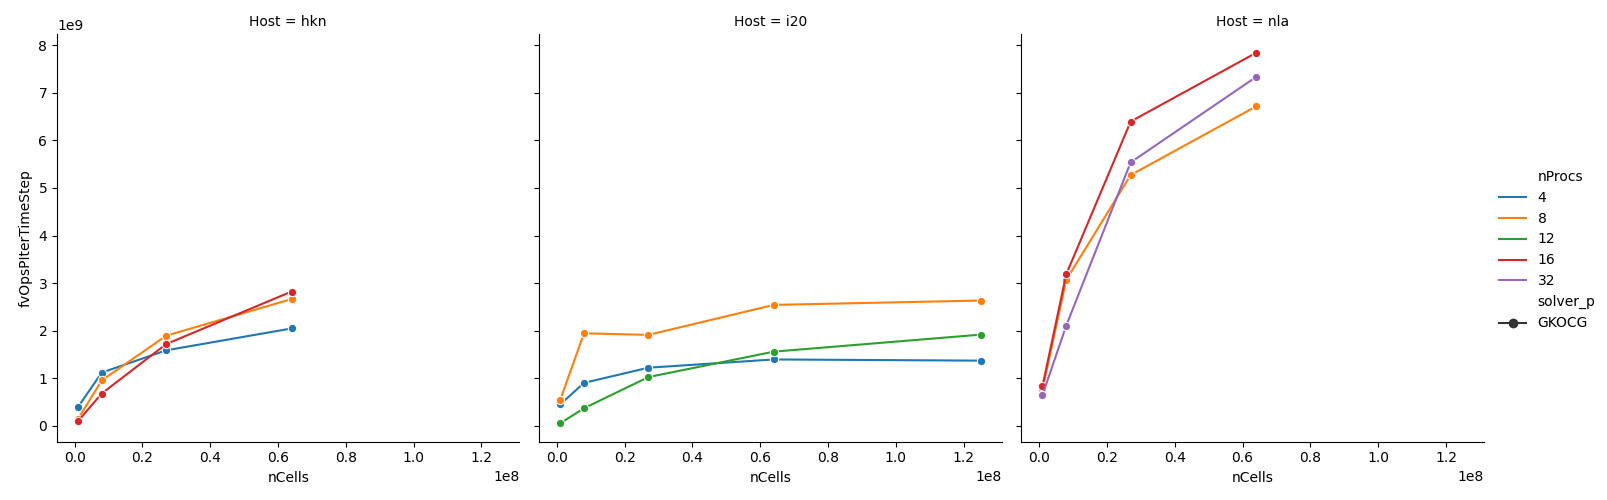 Host = hkn
Host = i20
Host = nla
1e9
8
7
6
5
4
3
2
1
0
fvOpsPIterTimeStep
0.0 0.2 0.4 0.6 0.8 1.0 1.2
1e8
nCells
0.0 0.2 0.4 0.6 0.8 1.0 1.2
1e8
nCells
0.0 0.2 0.4 0.6 0.8 1.0 1.2
1e8
nCells
nProcs
4
8
12
16
32
solver_p
GKOCG